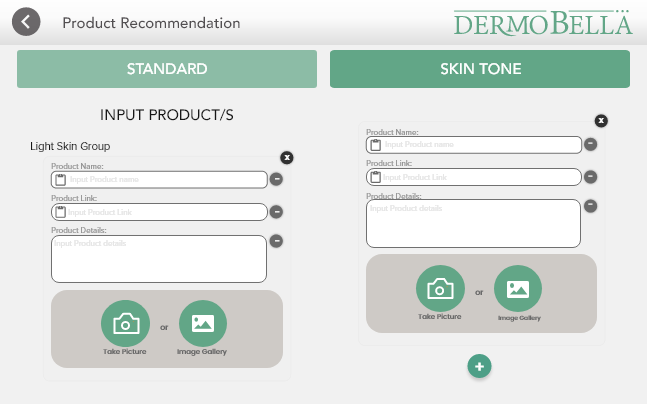 Product Recommendation
DERMOBELLA
STANDARD
SKIN TONE
INPUT PRODUCT/S
Light Skin Group
x
Product Name:
Input Product name
Product Link:
Input Product Link
Product Details:
Input Product details
Take Picture
or
Image Gallery
x
Product Name:
Input Product name
Product Link:
Input Product Link
Product Details:
Input Product details
Take Picture
or
Image Gallery